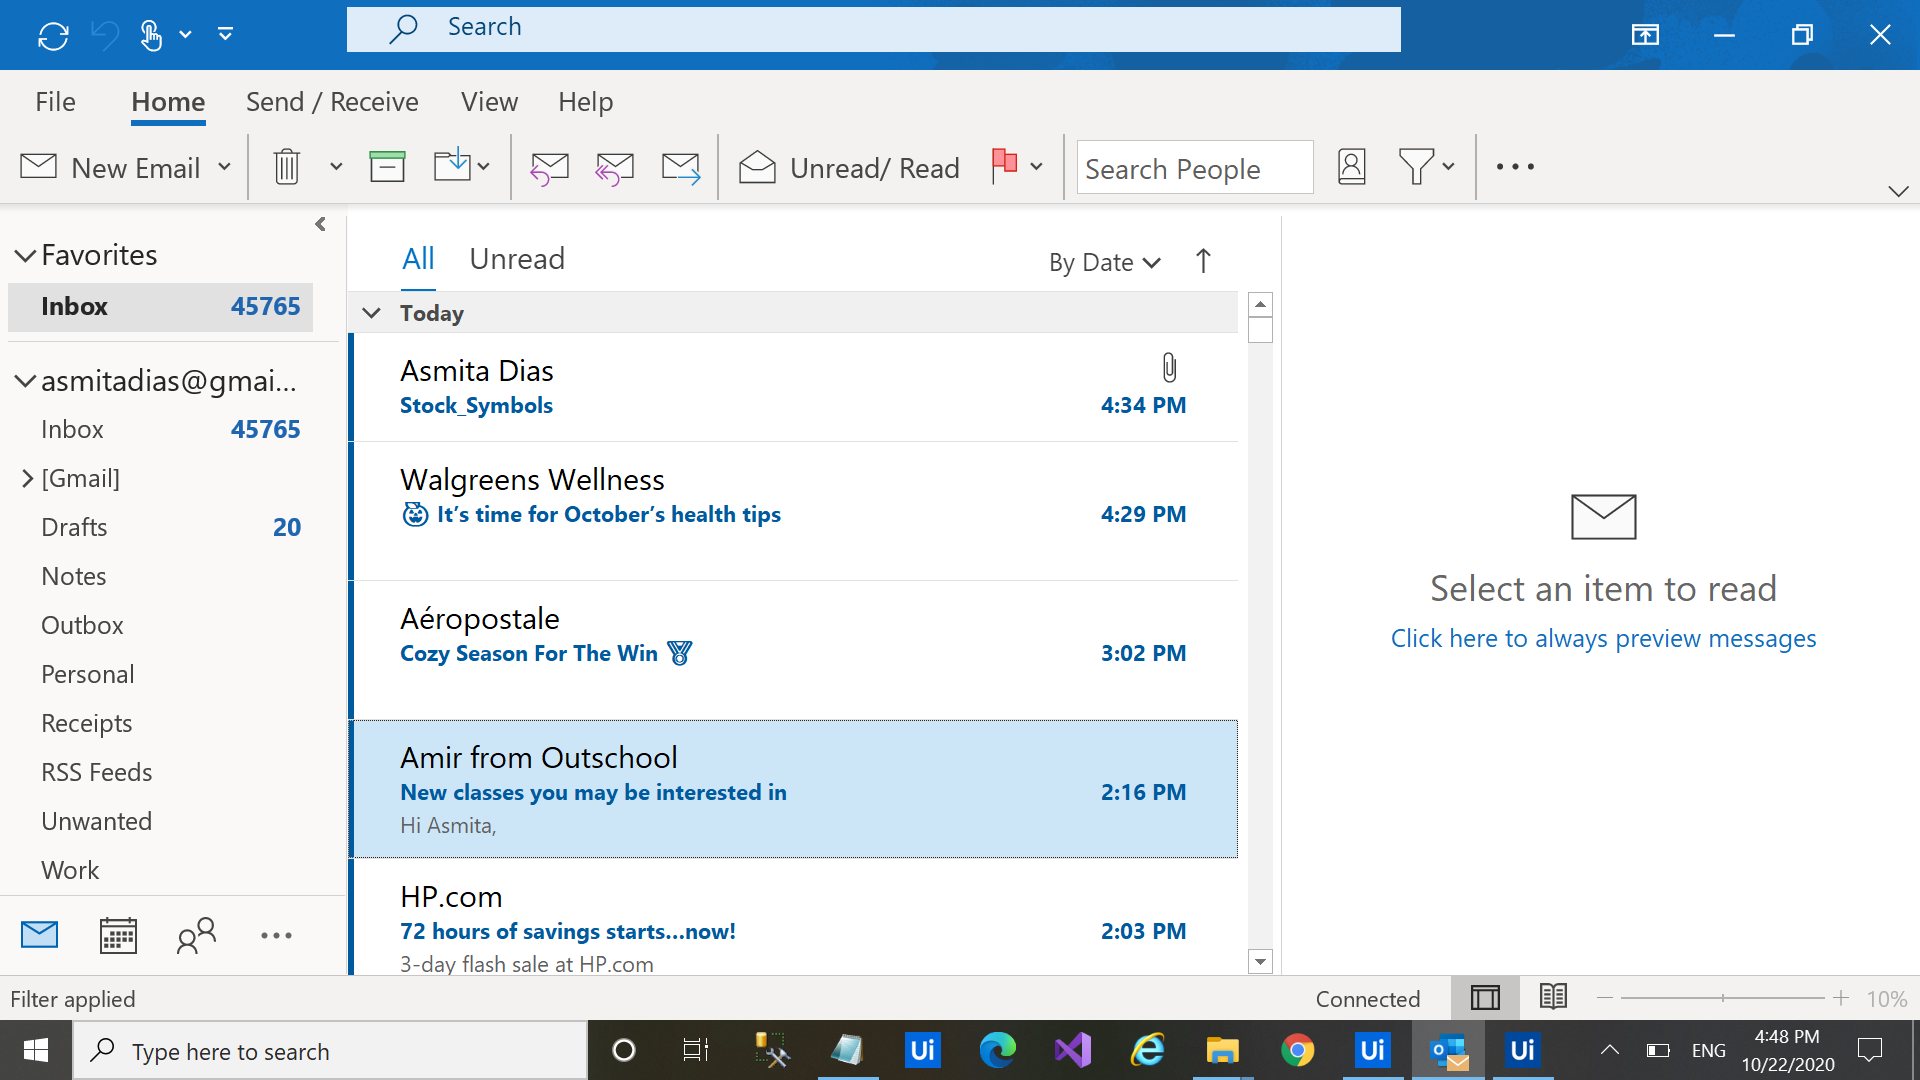 Search
File Home Send / Receive View Help
New Email Unread/ Read Search People
Favorites
Inbox 45765
asmitadias@gmai...
Inbox 45765
[Gmail]
Drafts 20
Notes
Outbox
Personal
Receipts
RSS Feeds
Unwanted
Work
All Unread By Date
Today
Asmita Dias
Stock_Symbols 4:34 PM
Walgreens Wellness
🎃 It’s time for October’s health tips 4:29 PM
Aéropostale
Cozy Season For The Win 🏅 3:02 PM
Amir from Outschool
New classes you may be interested in 2:16 PM
Hi Asmita,
HP.com
72 hours of savings starts...now! 2:03 PM
3-day flash sale at HP.com
Select an item to read
Click here to always preview messages
Filter applied Connected 10%
Type here to search Ui Ui Ui ENG
4:48 PM
10/22/2020